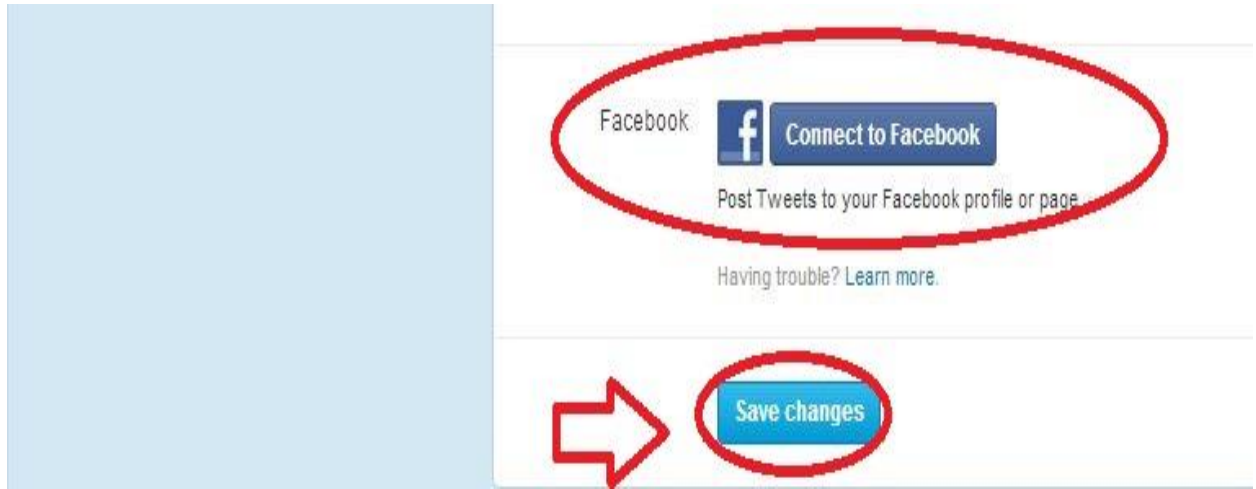 Facebook
f Connect to Facebook
Post Tweets to your Facebook profile or page.
Having trouble? Learn more.
Save changes